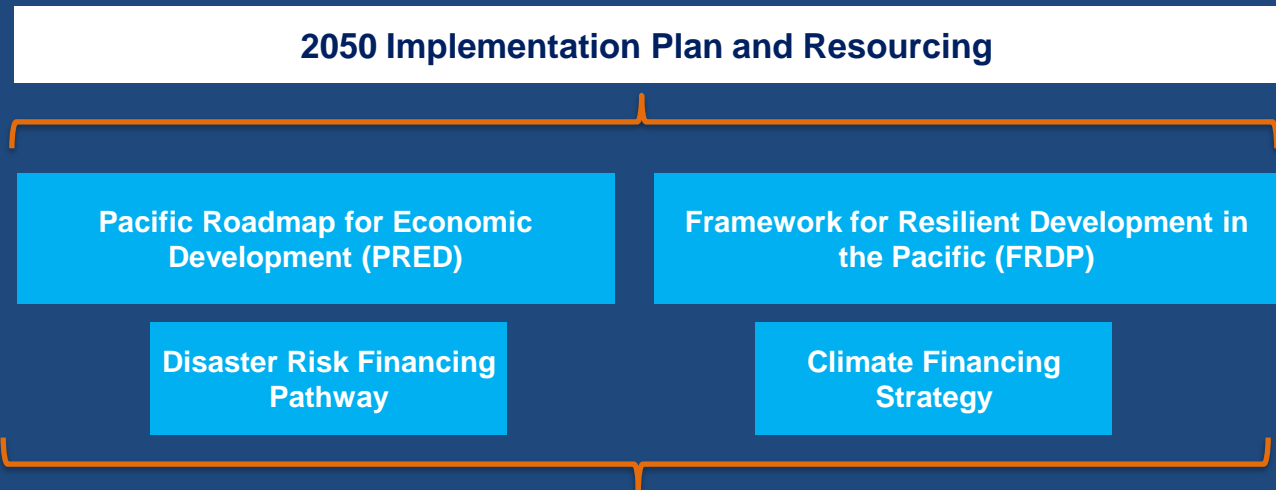 2050 Implementation Plan and Resourcing
Pacific Roadmap for Economic
Development (PRED)
Framework for Resilient Development in
the Pacific (FRDP)
Disaster Risk Financing
Pathway
Climate Financing
Strategy